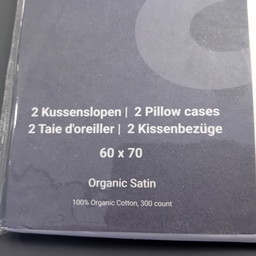 2 Kussenslopen | 2 Pillow cases
2 Taie d'oreiller | 2 Kissenbezüge
60 x 70
Organic Satin
100% Organic Cotton, 300 count